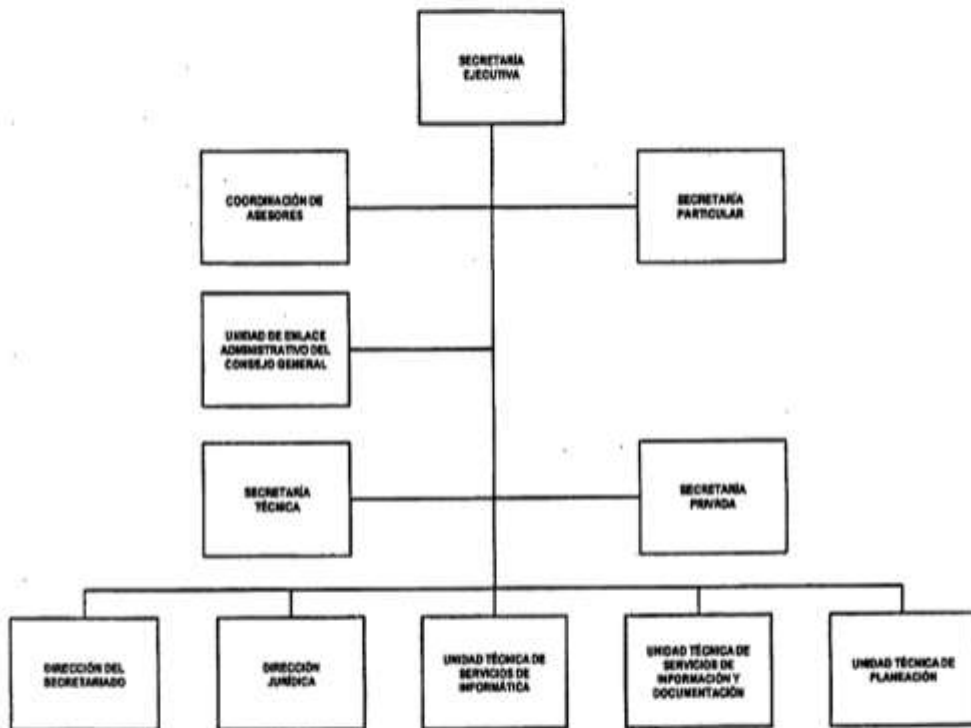 SECRETARÍA
EJECUTIVA
COORDINACIÓN DE
ASESORES
SECRETARÍA
PARTICULAR
UNIDAD DE ENLACE
ADMINISTRATIVO DEL
CONSEJO GENERAL
SECRETARÍA
TÉCNICA
SECRETARÍA
PRIVADA
DIRECCIÓN DEL
SECRETARIADO
DIRECCIÓN
JURÍDICA
UNIDAD TÉCNICA DE
SERVICIOS DE
INFORMÁTICA
UNIDAD TÉCNICA DE
SERVICIOS DE
INFORMACIÓN Y
DOCUMENTACIÓN
UNIDAD TÉCNICA DE
PLANEACIÓN